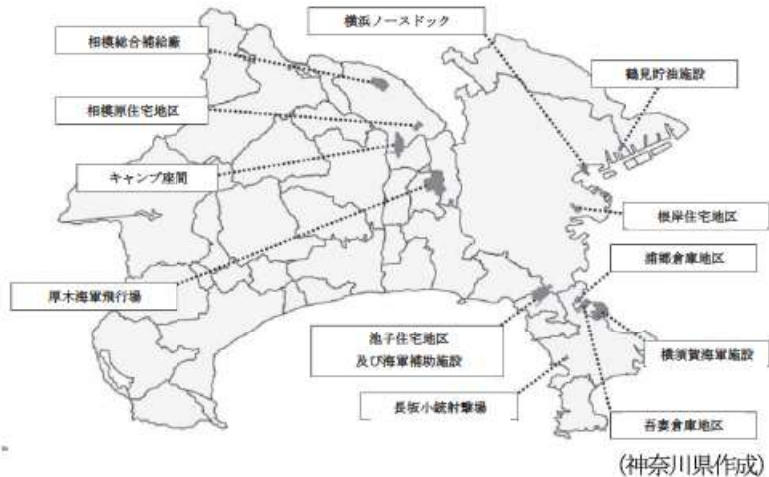 横浜ノースドック
相模総合補給廠
鶴見貯油施設
相模原住宅地区
キャンプ座間
根岸住宅地区
浦郷倉庫地区
厚木海軍飛行場
池子住宅地区
及び海軍補助施設
横須賀海軍施設
長坂小銃射撃場
吾妻倉庫地区
(神奈川県作成)